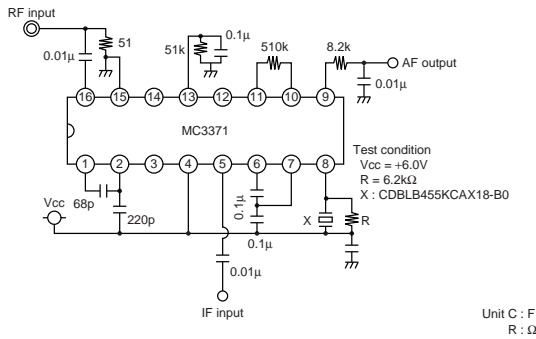 RF input
0.01μ
51
51k
0.1μ
510k
8.2k
AF output
0.01μ
16 15 14 13 12 11 10 9
MC3371
1 2 3 4 5 6 7 8
Test condition
Vcc = +6.0V
R = 6.2kΩ
X : CDBLB455KCAX18-B0
68p
Vcc
220p
0.1μ
0.1μ
X
R
0.01μ
IF input
Unit C : F
R : Ω